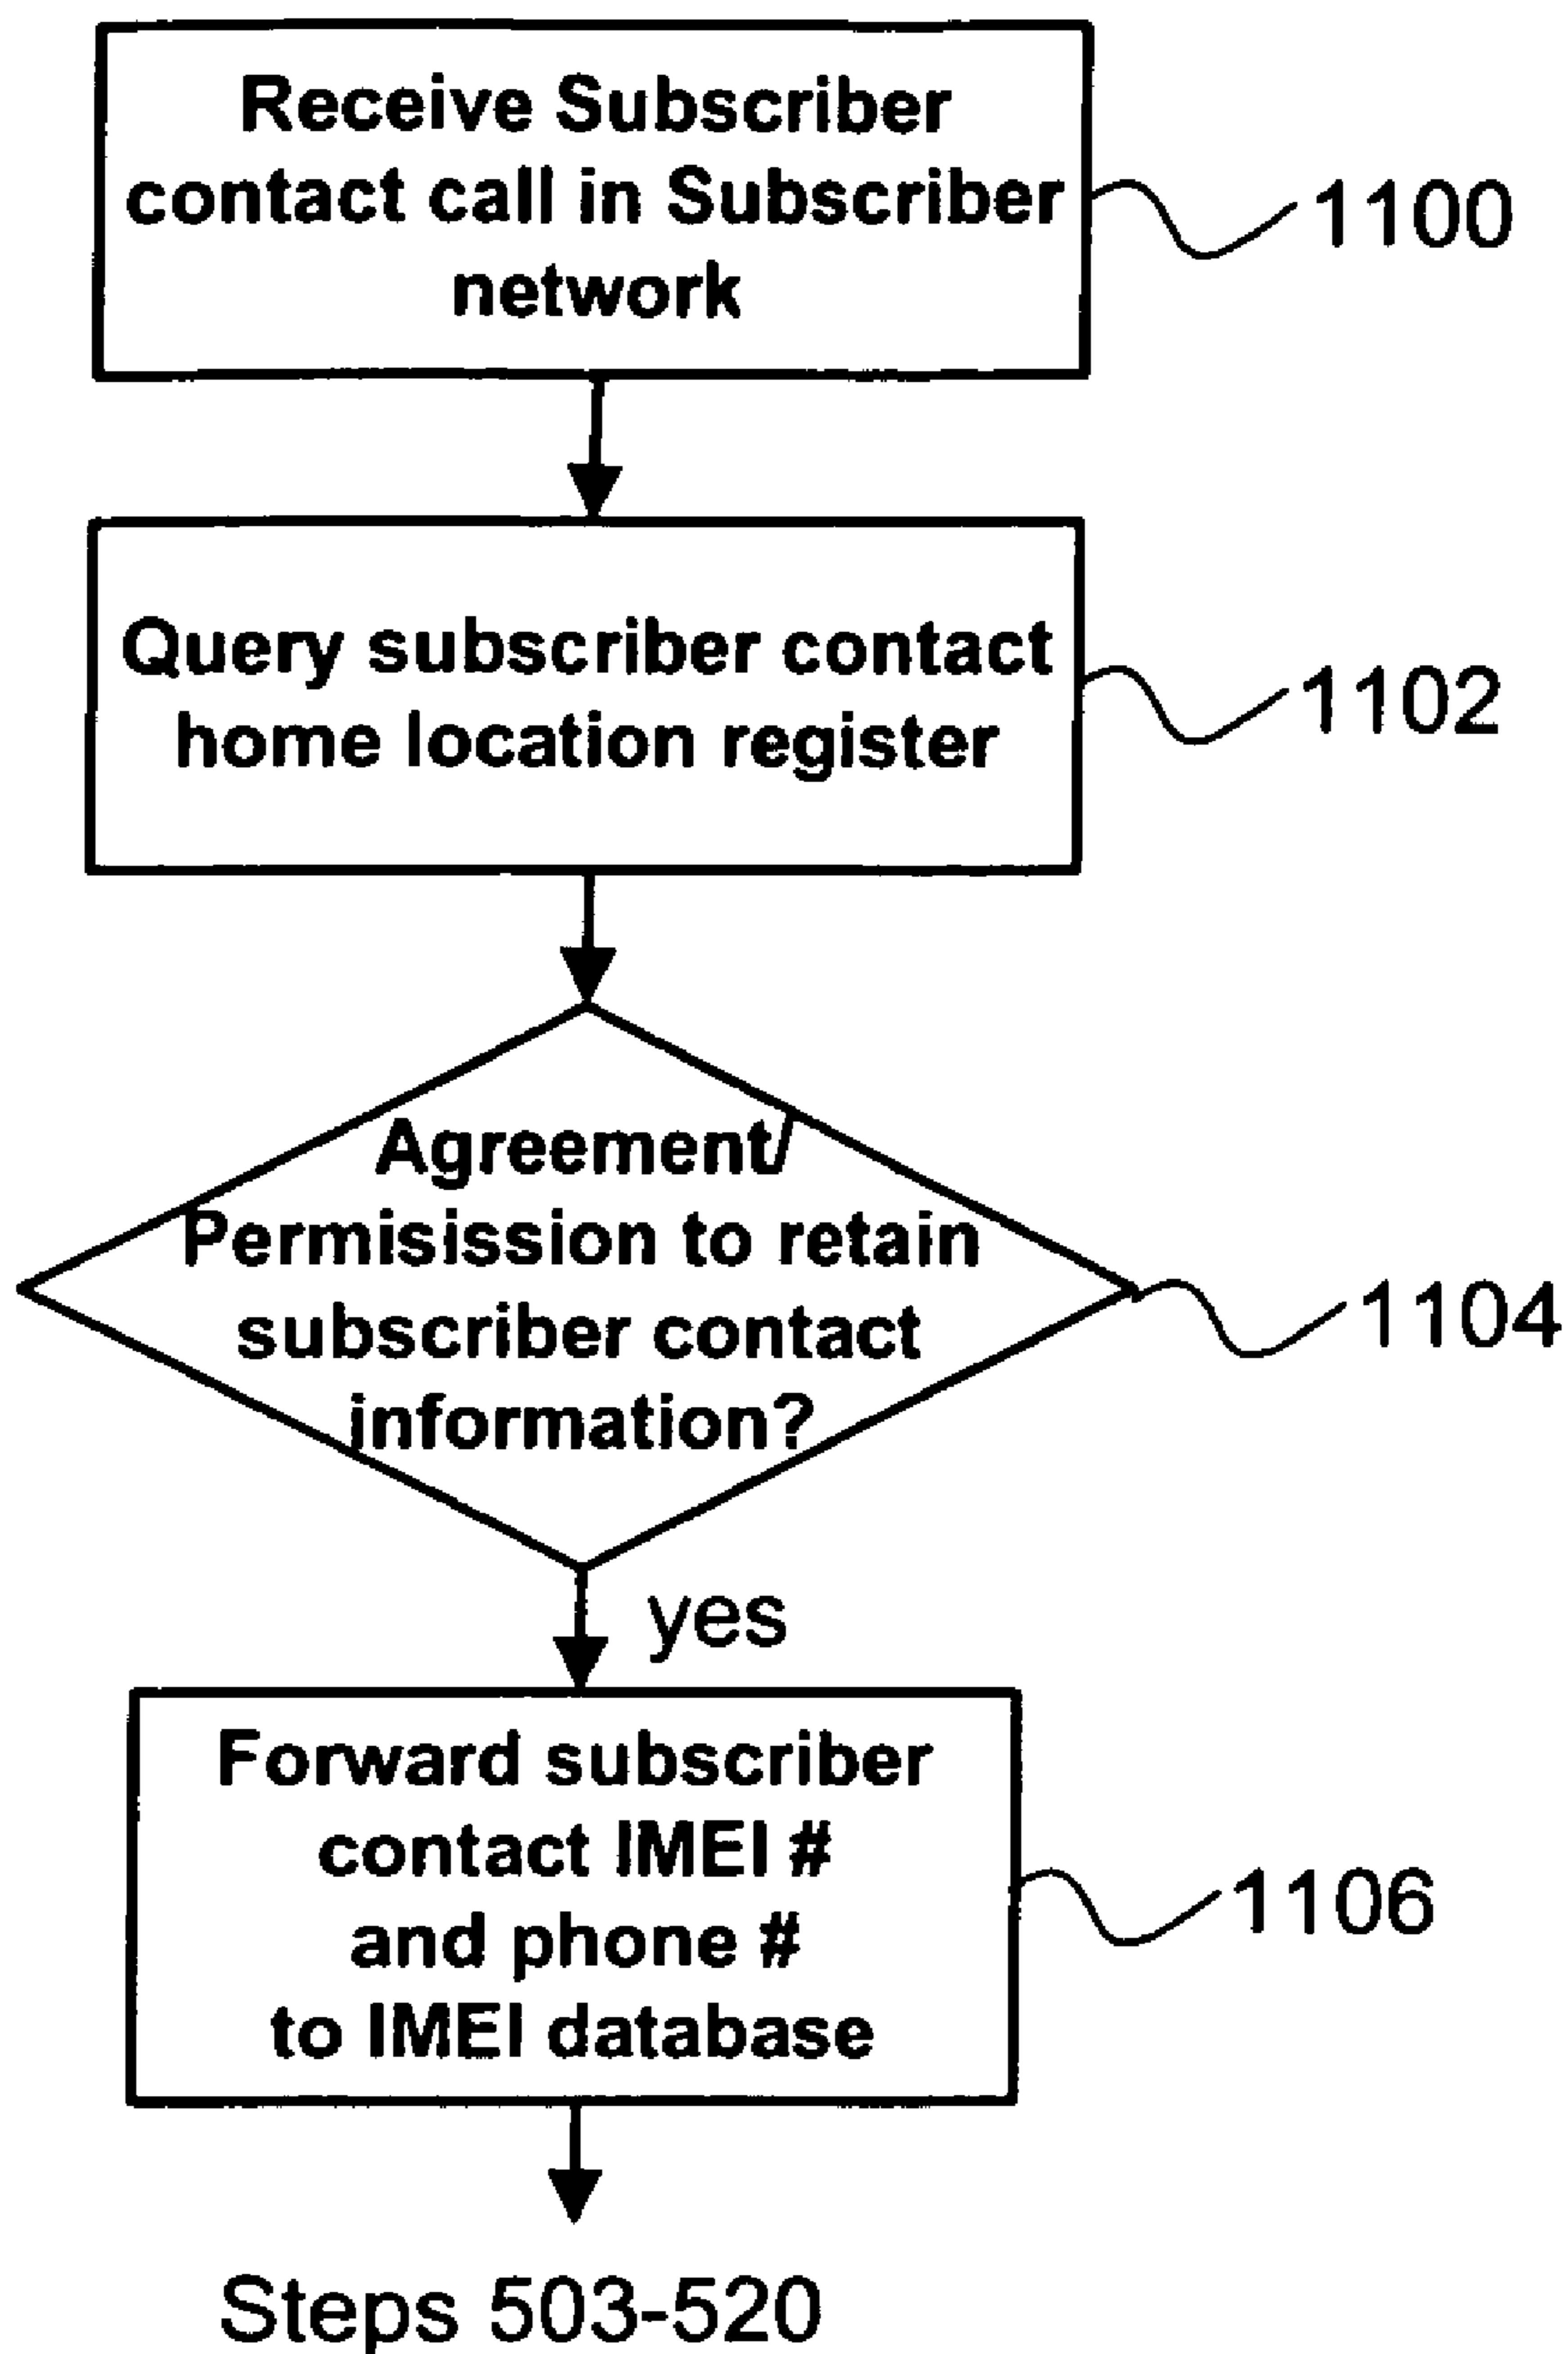 Receive Subscriber
contact call in Subscriber
network
1100
Query subscriber contact
home location register
1102
Agreement/
Permisission to retain
subscriber contact
information?
1104
yes
Forward subscriber
contact IMEI #
and phone #
to IMEI database
1106
Steps 503-520